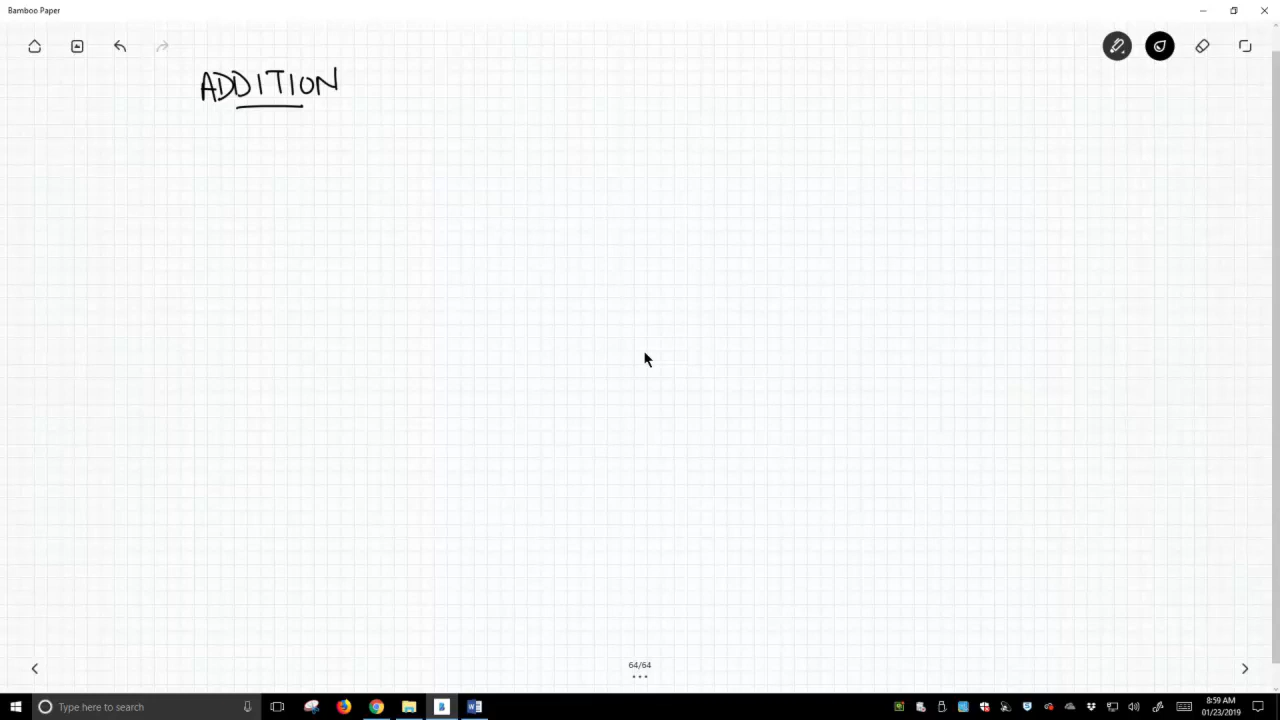 Bamboo Paper
ADDITION
64/64
Type here to search
8:59 AM
01/23/2019